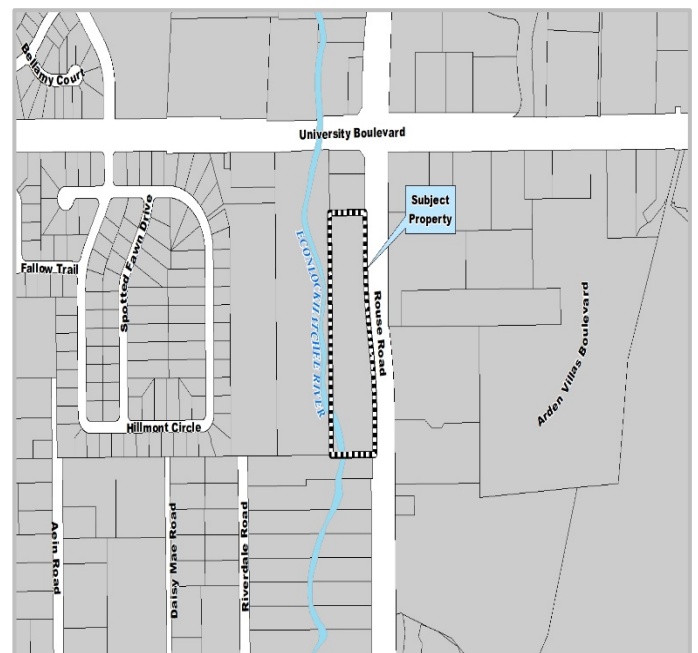 Bellamy Court
University Boulevard
Subject
Property
Fallow Trail
Spotted Fawn Drive
ECONLOCKHATCHEE RIVER
Rouse Road
Arden Villas Boulevard
Hillmont Circle
Aein Road
Daisy Mae Road
Riverdale Road